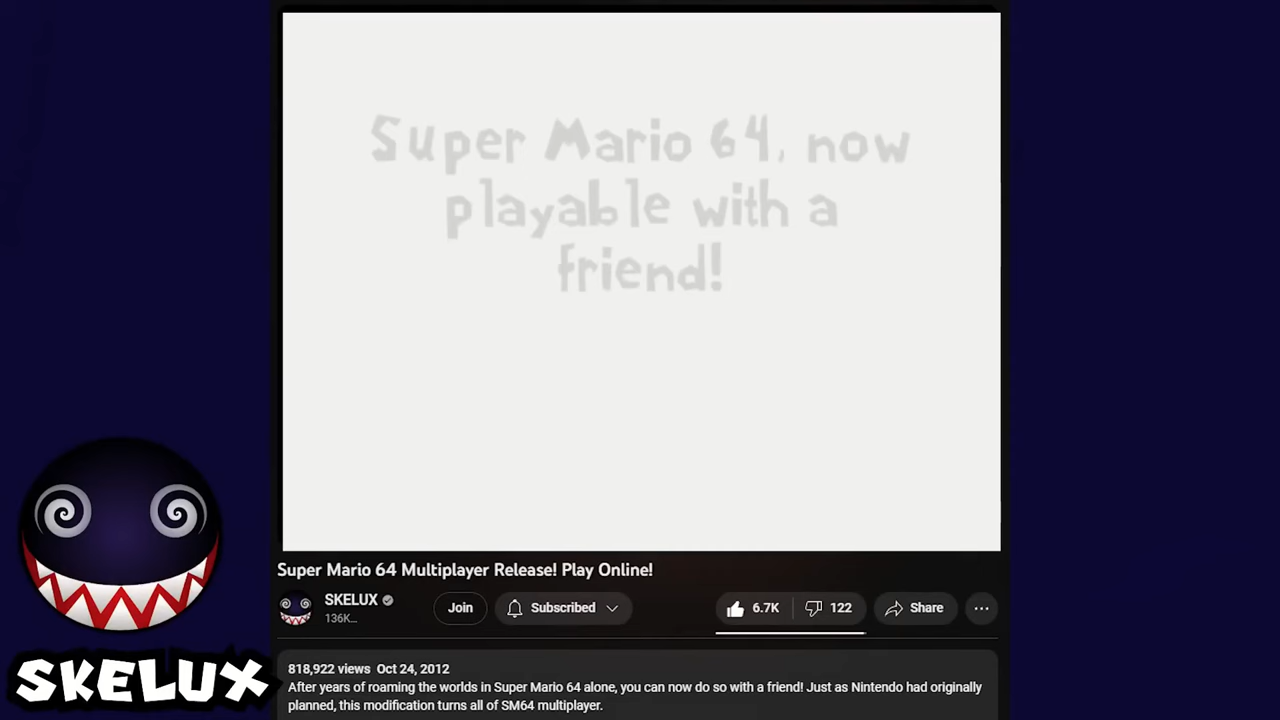 Super Mario 64, now
playable with a
friend!
Super Mario 64 Multiplayer Release! Play Online!
SKELUX
136K...
Join
Subscribed
6.7K
122
Share
818,922 views Oct 24, 2012
After years of roaming the worlds in Super Mario 64 alone, you can now do so with a friend! Just as Nintendo had originally
planned, this modification turns all of SM64 multiplayer.
SKELUX